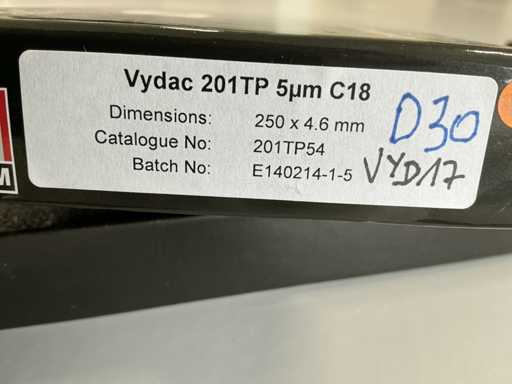 Vydac 201TP 5µm C18
Dimensions: 250 x 4.6 mm
Catalogue No: 201TP54
Batch No: E140214-1-5
D30
VYD17
M